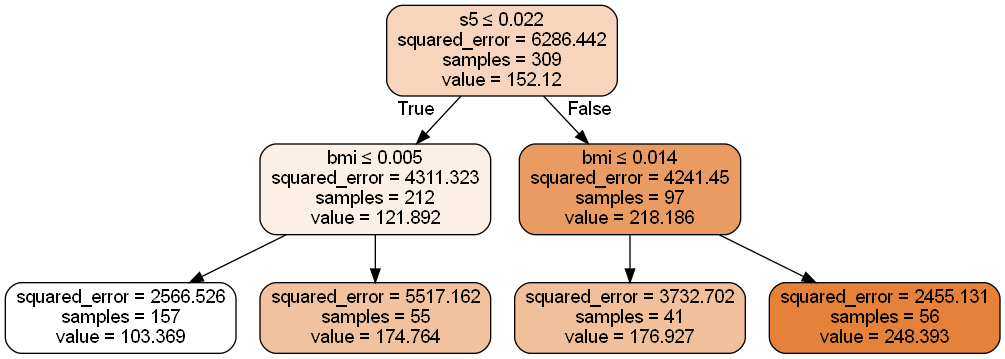 s5 ≤ 0.022
squared_error = 6286.442
samples = 309
value = 152.12
True
False
bmi ≤ 0.005
squared_error = 4311.323
samples = 212
value = 121.892
bmi ≤ 0.014
squared_error = 4241.45
samples = 97
value = 218.186
squared_error = 2566.526
samples = 157
value = 103.369
squared_error = 5517.162
samples = 55
value = 174.764
squared_error = 3732.702
samples = 41
value = 176.927
squared_error = 2455.131
samples = 56
value = 248.393